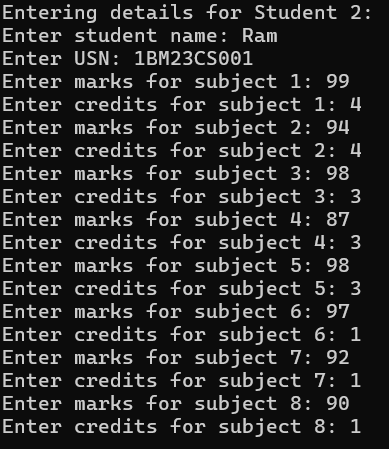 Entering details for Student 2:
Enter student name: Ram
Enter USN: 1BM23CS001
Enter marks for subject 1: 99
Enter credits for subject 1: 4
Enter marks for subject 2: 94
Enter credits for subject 2: 4
Enter marks for subject 3: 98
Enter credits for subject 3: 3
Enter marks for subject 4: 87
Enter credits for subject 4: 3
Enter marks for subject 5: 98
Enter credits for subject 5: 3
Enter marks for subject 6: 97
Enter credits for subject 6: 1
Enter marks for subject 7: 92
Enter credits for subject 7: 1
Enter marks for subject 8: 90
Enter credits for subject 8: 1